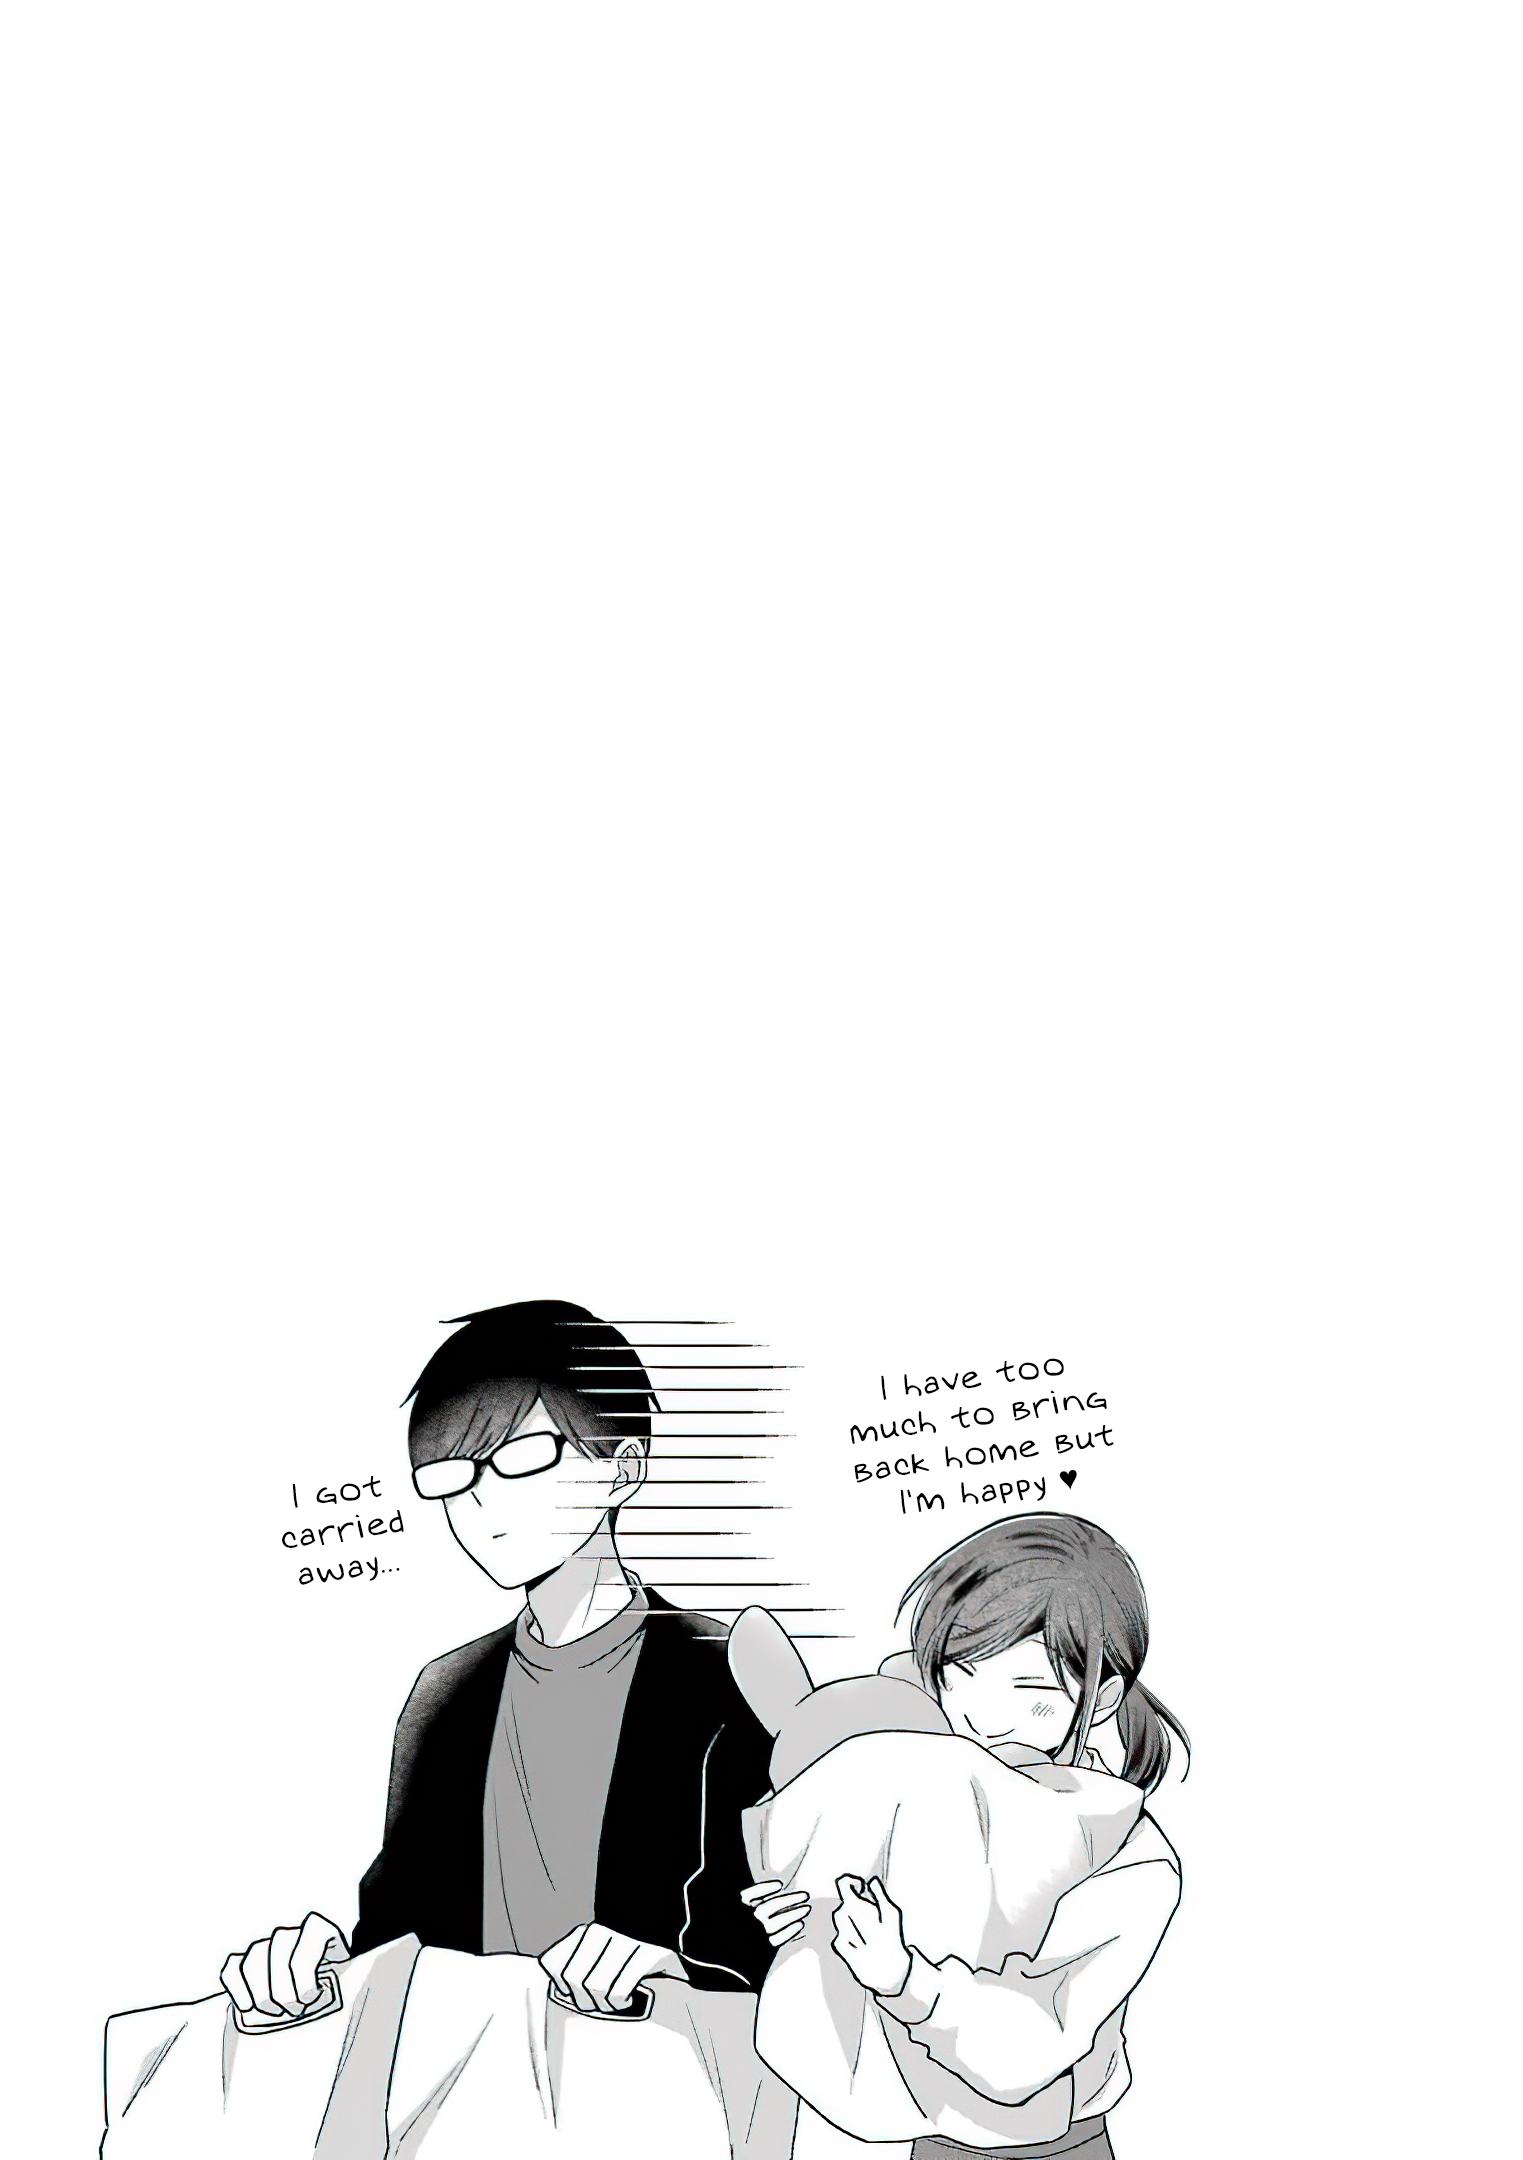 I have too
much to bring
back home but
I'm happy ♥
I got
carried
away...